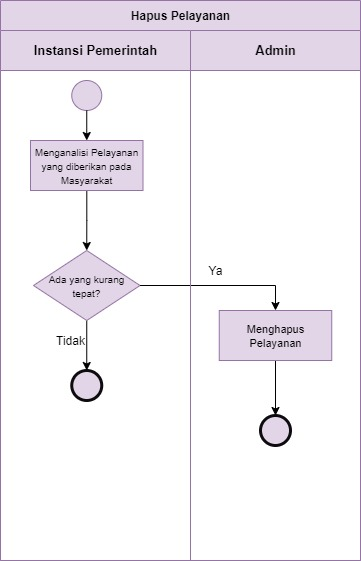 Hapus Pelayanan
Instansi Pemerintah
Admin
Menganalisi Pelayanan
yang diberikan pada
Masyarakat
Ada yang kurang
tepat?
Ya
Tidak
Menghapus
Pelayanan